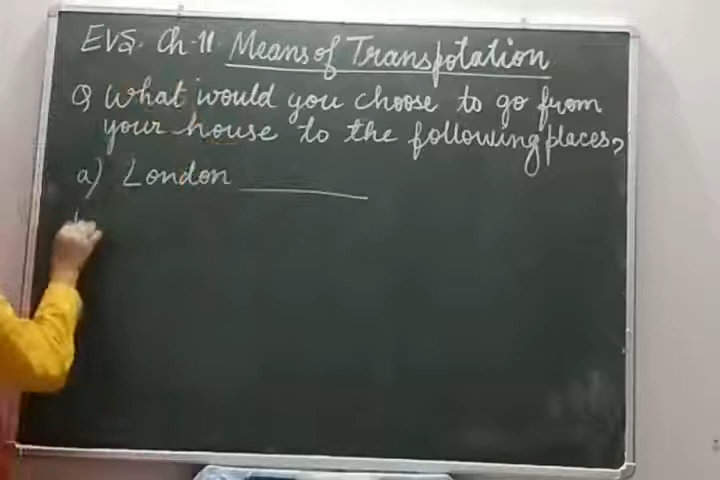 EVS. Ch-11. Means of Transpotation
Q What would you choose to go from
your house to the following places?
a) London ________